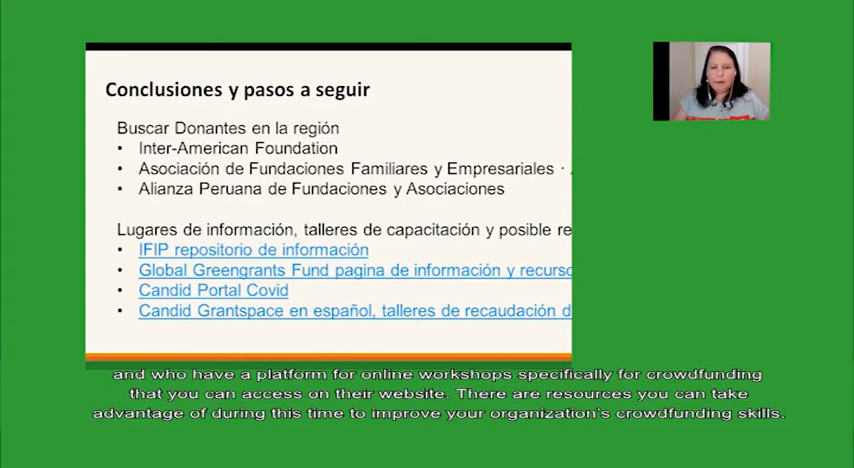 Conclusiones y pasos a seguir
Buscar Donantes en la región
• Inter-American Foundation
• Asociación de Fundaciones Familiares y Empresariales ·
• Alianza Peruana de Fundaciones y Asociaciones
Lugares de información, talleres de capacitación y posible re
• IFIP repositorio de información
• Global Greengrants Fund pagina de información y recurso
• Candid Portal Covid
• Candid Grantspace en español, talleres de recaudación d
and who have a platform for online workshops specifically for crowdfunding
that you can access on their website. There are resources you can take
advantage of during this time to improve your organization's crowdfunding skills.